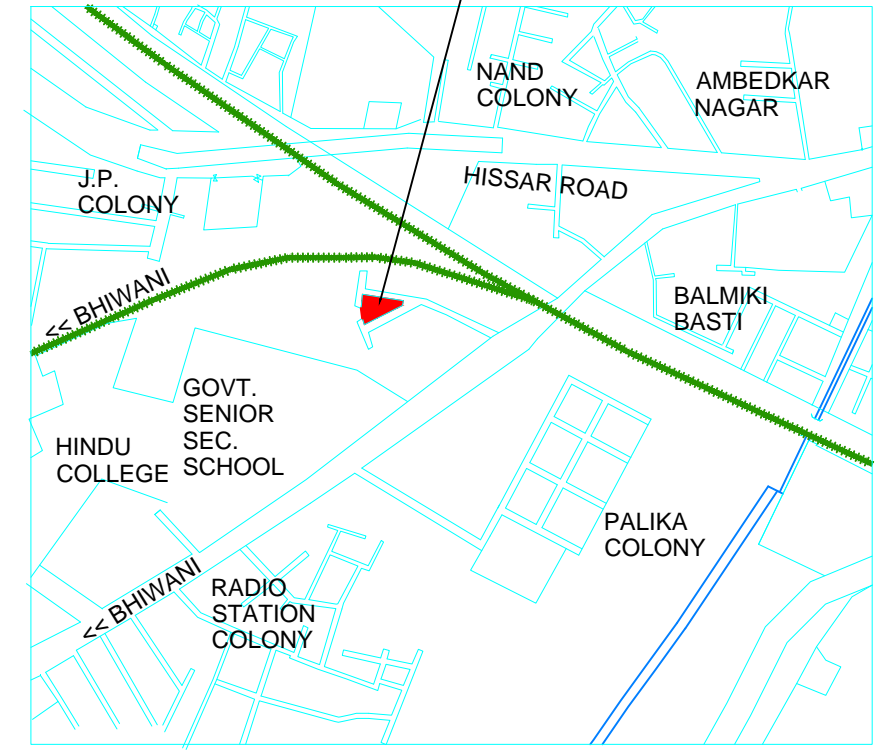 NAND
COLONY
AMBEDKAR
NAGAR
J.P.
COLONY
HISSAR ROAD
<< BHIWANI
BALMIKI
BASTI
GOVT.
SENIOR
SEC.
SCHOOL
HINDU
COLLEGE
PALIKA
COLONY
<< BHIWANI
RADIO
STATION
COLONY